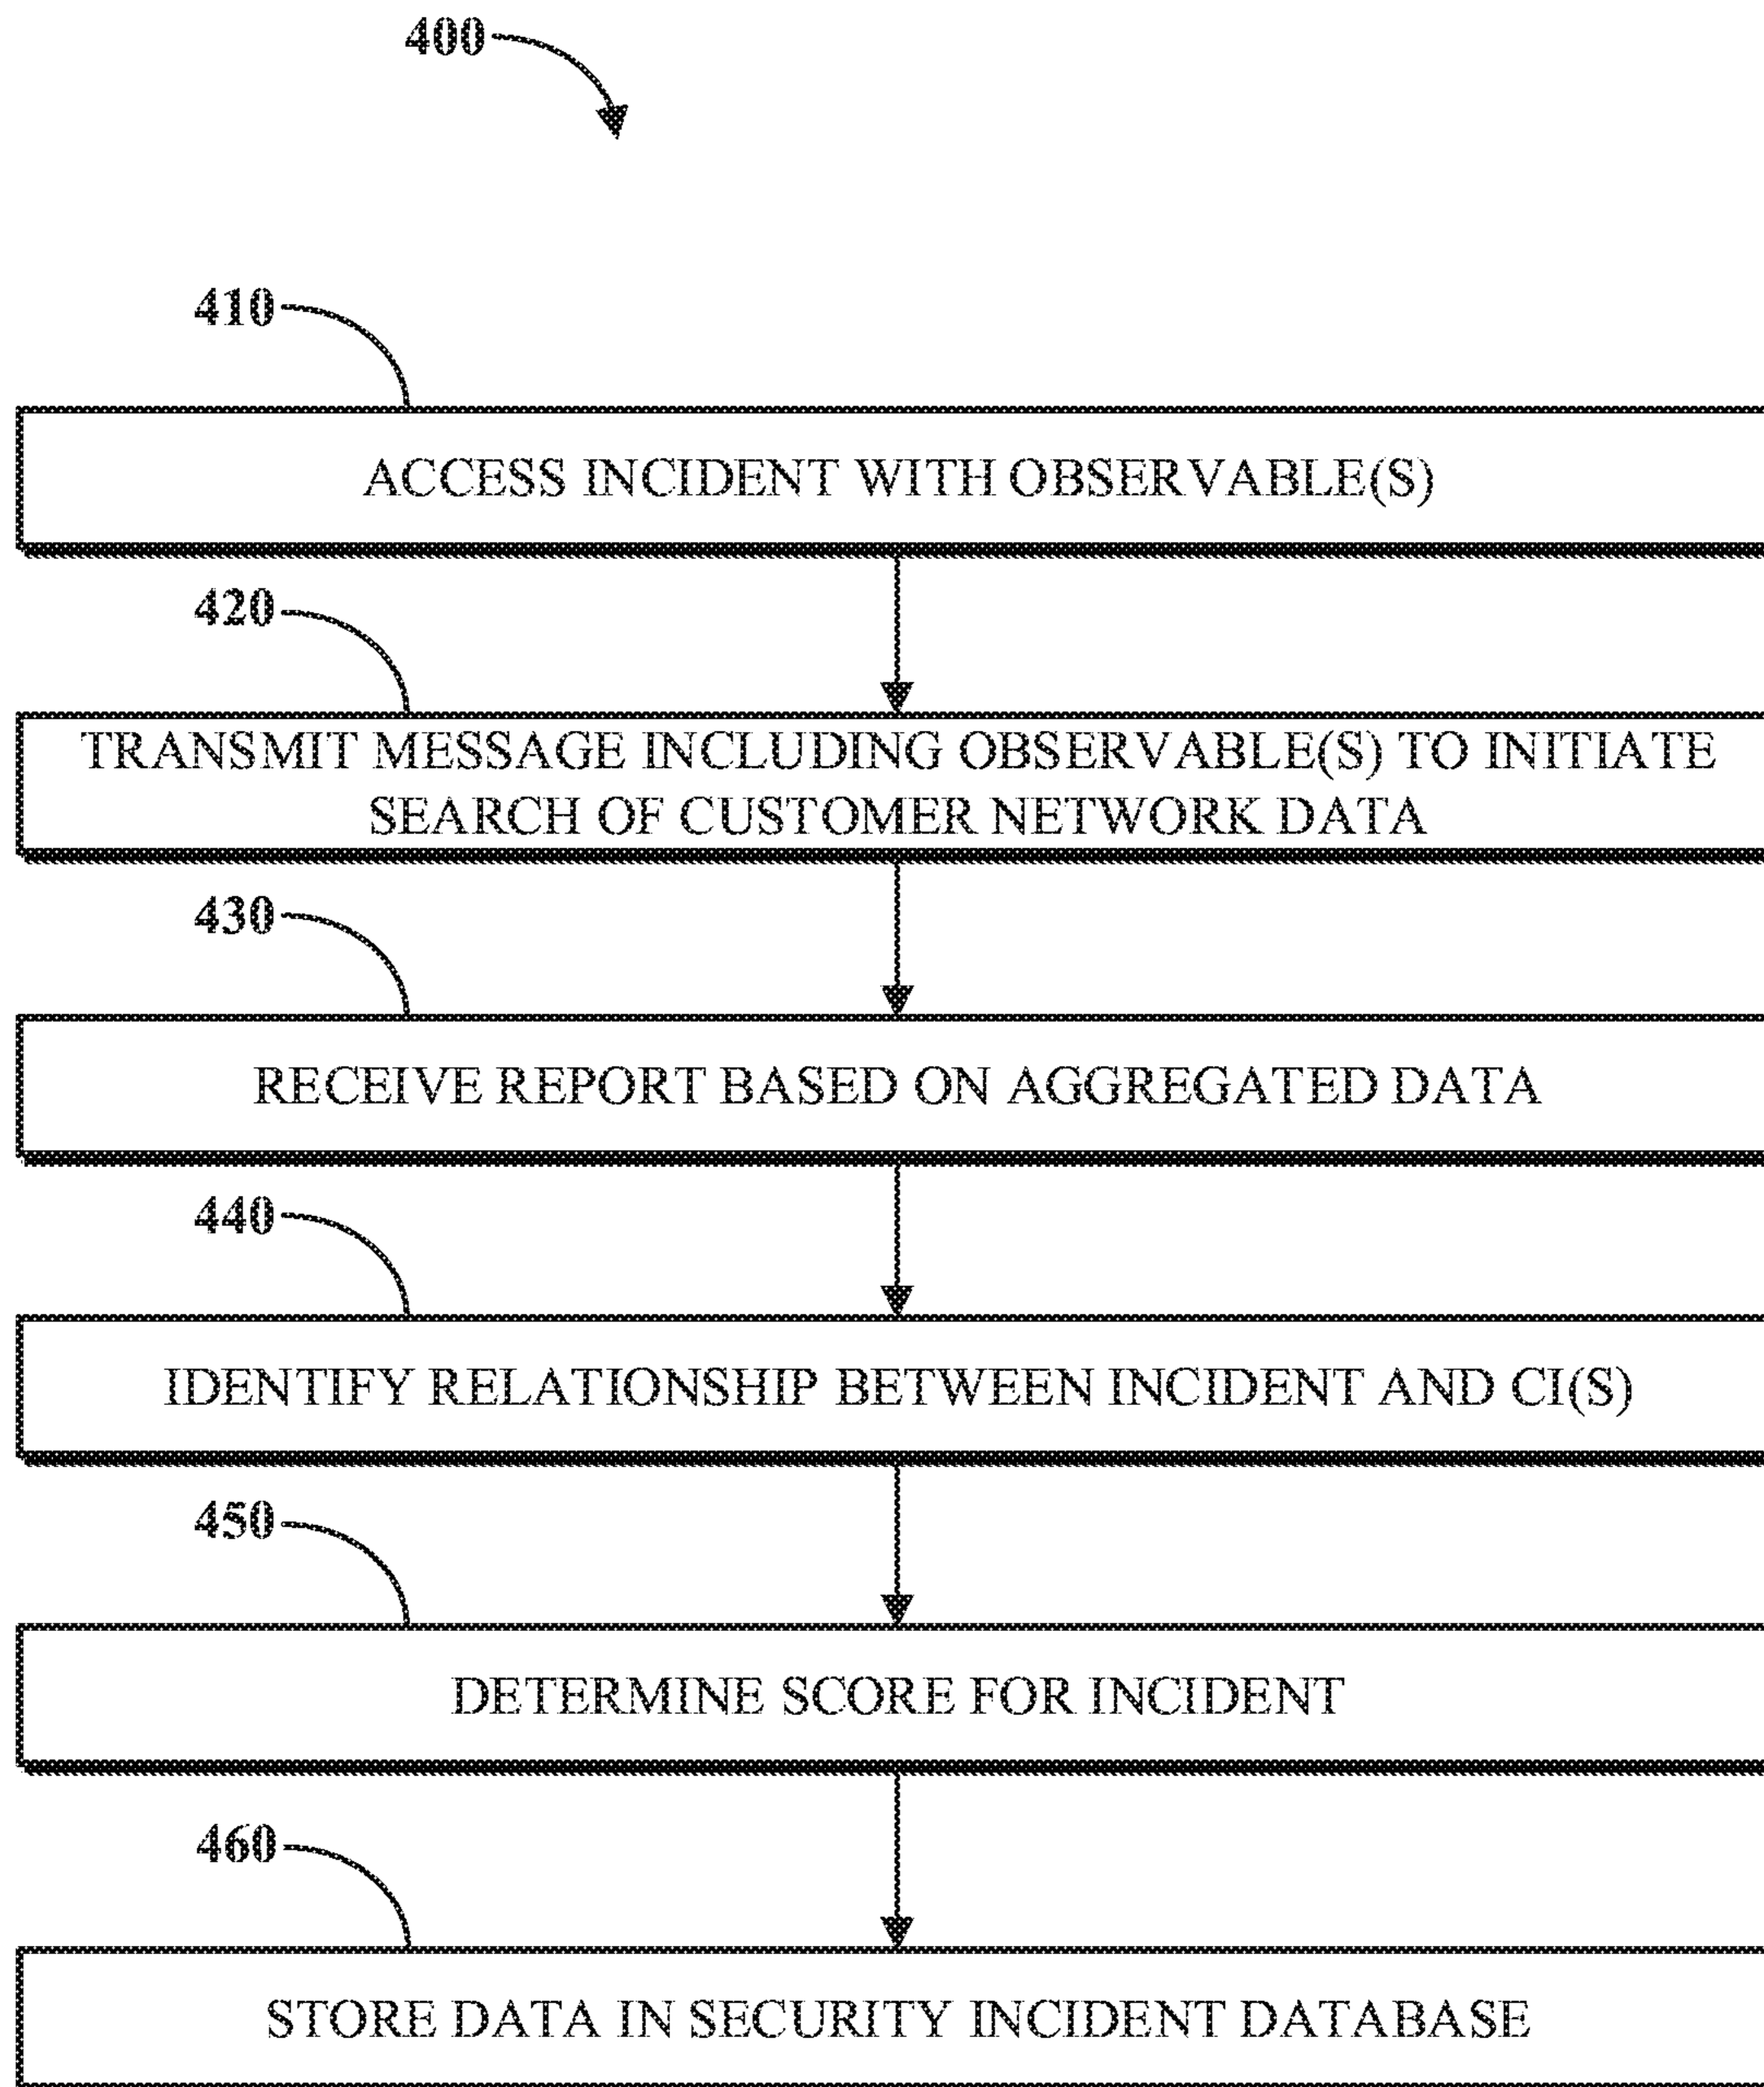 400
410
ACCESS INCIDENT WITH OBSERVABLE(S)
420
TRANSMIT MESSAGE INCLUDING OBSERVABLE(S) TO INITIATE
SEARCH OF CUSTOMER NETWORK DATA
430
RECEIVE REPORT BASED ON AGGREGATED DATA
440
IDENTIFY RELATIONSHIP BETWEEN INCIDENT AND CI(S)
450
DETERMINE SCORE FOR INCIDENT
460
STORE DATA IN SECURITY INCIDENT DATABASE